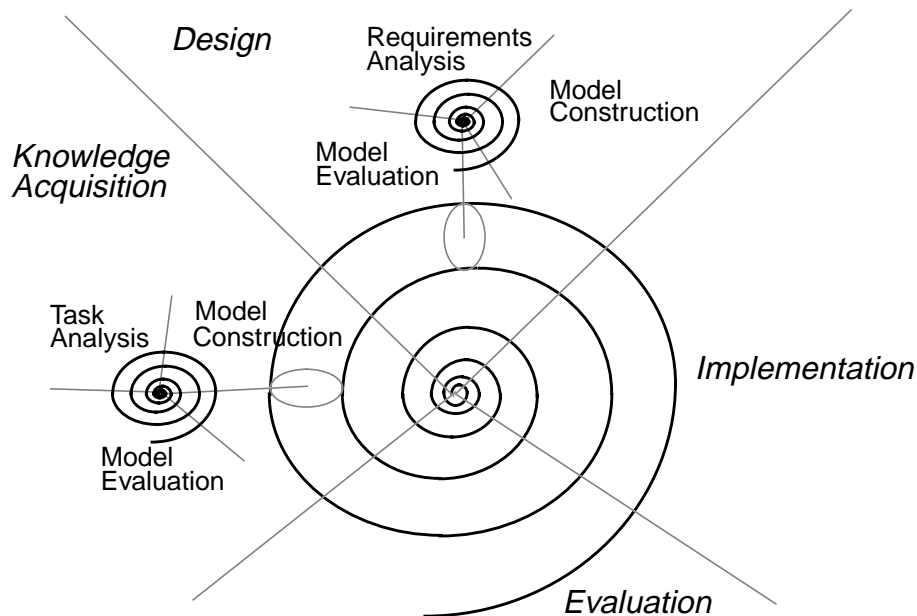 Design
Requirements
Analysis
Model
Construction
Model
Evaluation
Knowledge
Acquisition
Task
Analysis
Model
Construction
Model
Evaluation
Implementation
Evaluation